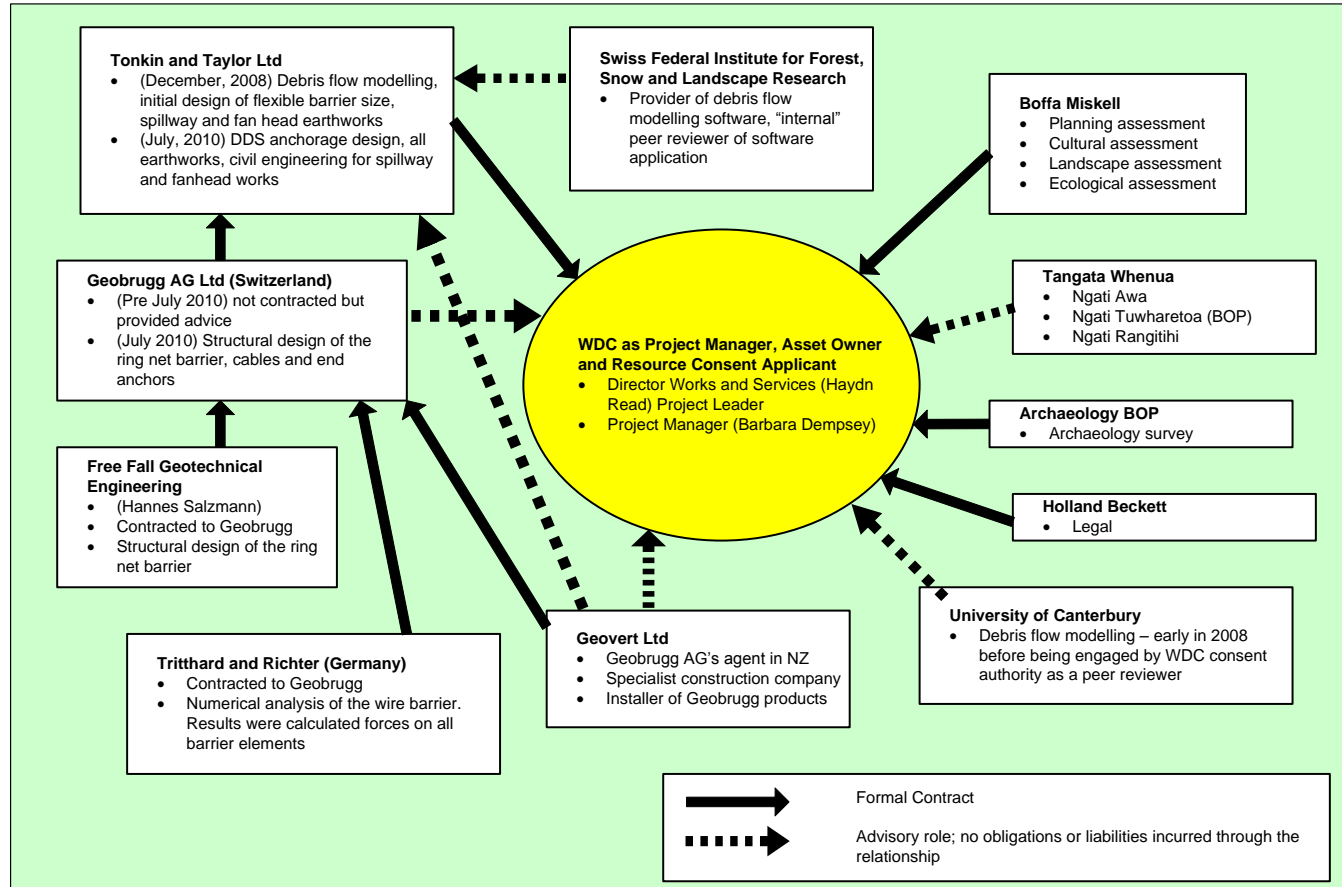 Tonkin and Taylor Ltd
• (December, 2008) Debris flow modelling,
initial design of flexible barrier size,
spillway and fan head earthworks
• (July, 2010) DDS anchorage design, all
earthworks, civil engineering for spillway
and fanhead works
Swiss Federal Institute for Forest,
Snow and Landscape Research
• Provider of debris flow
modelling software, “internal”
peer reviewer of software
application
Boffa Miskell
• Planning assessment
• Cultural assessment
• Landscape assessment
• Ecological assessment
Geobrugg AG Ltd (Switzerland)
• (Pre July 2010) not contracted but
provided advice
• (July 2010) Structural design of the
ring net barrier, cables and end
anchors
WDC as Project Manager, Asset Owner
and Resource Consent Applicant
• Director Works and Services (Haydn
Read) Project Leader
• Project Manager (Barbara Dempsey)
Tangata Whenua
• Ngati Awa
• Ngati Tuwharetoa (BOP)
• Ngati Rangitihi
Archaeology BOP
• Archaeology survey
Free Fall Geotechnical
Engineering
• (Hannes Salzmann)
• Contracted to Geobrugg
• Structural design of the ring
net barrier
Holland Beckett
• Legal
Tritthard and Richter (Germany)
• Contracted to Geobrugg
• Numerical analysis of the wire barrier.
Results were calculated forces on all
barrier elements
Geovert Ltd
• Geobrugg AG’s agent in NZ
• Specialist construction company
• Installer of Geobrugg products
University of Canterbury
• Debris flow modelling – early in 2008
before being engaged by WDC consent
authority as a peer reviewer
Formal Contract
Advisory role; no obligations or liabilities incurred through the
relationship